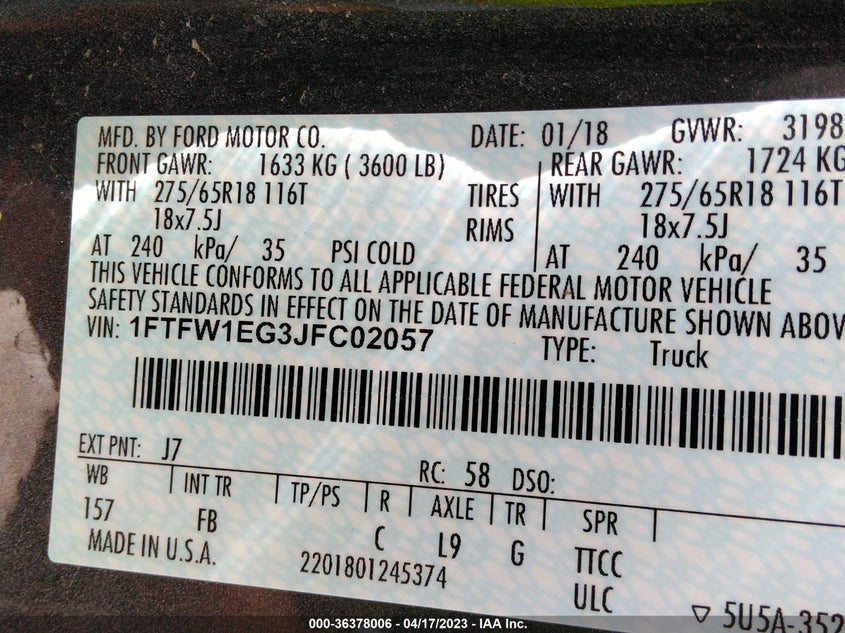 MFD. BY FORD MOTOR CO. DATE: 01/18 GVWR: 3198
FRONT GAWR: 1633 KG ( 3600 LB) REAR GAWR: 1724 KG
WITH 275/65R18 116T TIRES WITH 275/65R18 116T
18x7.5J RIMS 18x7.5J
AT 240 kPa/ 35 PSI COLD AT 240 kPa/ 35
THIS VEHICLE CONFORMS TO ALL APPLICABLE FEDERAL MOTOR VEHICLE
SAFETY STANDARDS IN EFFECT ON THE DATE OF MANUFACTURE SHOWN ABOV
VIN: 1FTFW1EG3JFC02057 TYPE: Truck
EXT PNT: J7 RC: 58 DSO:
WB INT TR TP/PS R AXLE TR SPR
157 FB C L9 G TTCC
MADE IN U.S.A. 2201801245374 ULC
▽ 5U5A-352
000-36378006 - 04/17/2023 - IAA Inc.